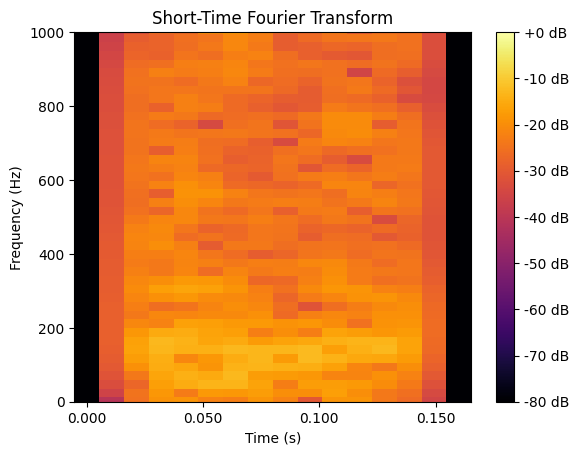 Short-Time Fourier Transform
Frequency (Hz)
1000
800
600
400
200
0
0.000
0.050
0.100
0.150
Time (s)
+0 dB
-10 dB
-20 dB
-30 dB
-40 dB
-50 dB
-60 dB
-70 dB
-80 dB